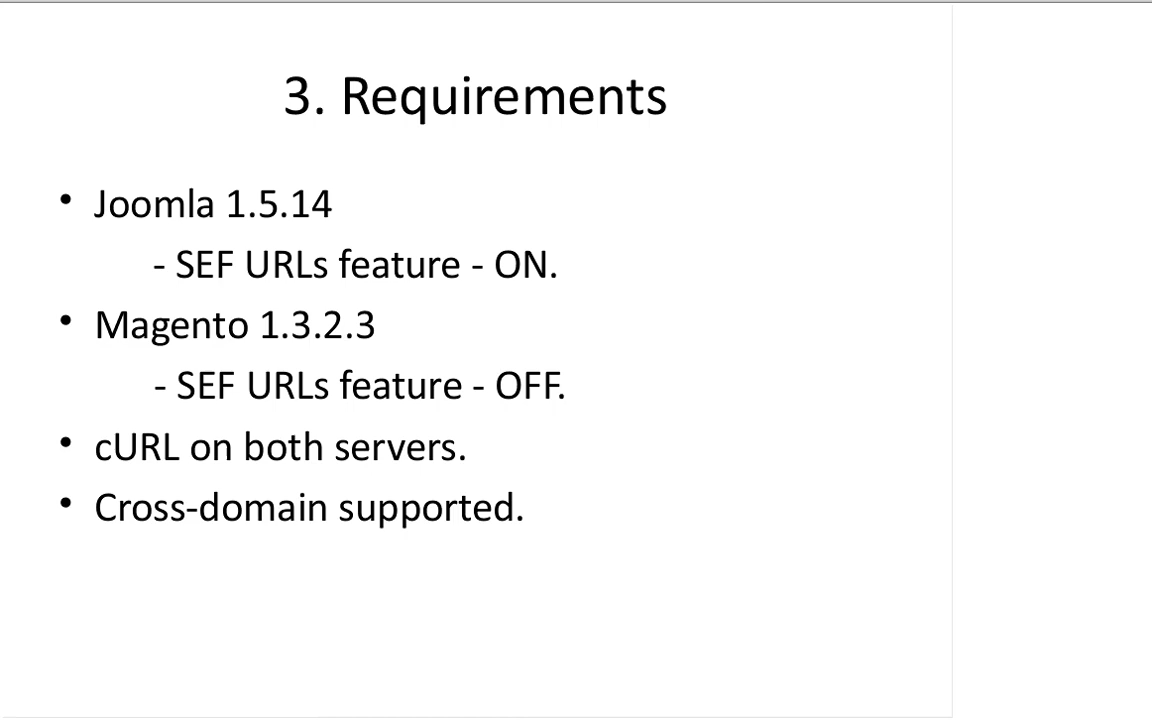 3. Requirements
• Joomla 1.5.14
- SEF URLs feature - ON.
• Magento 1.3.2.3
- SEF URLs feature - OFF.
• cURL on both servers.
• Cross-domain supported.